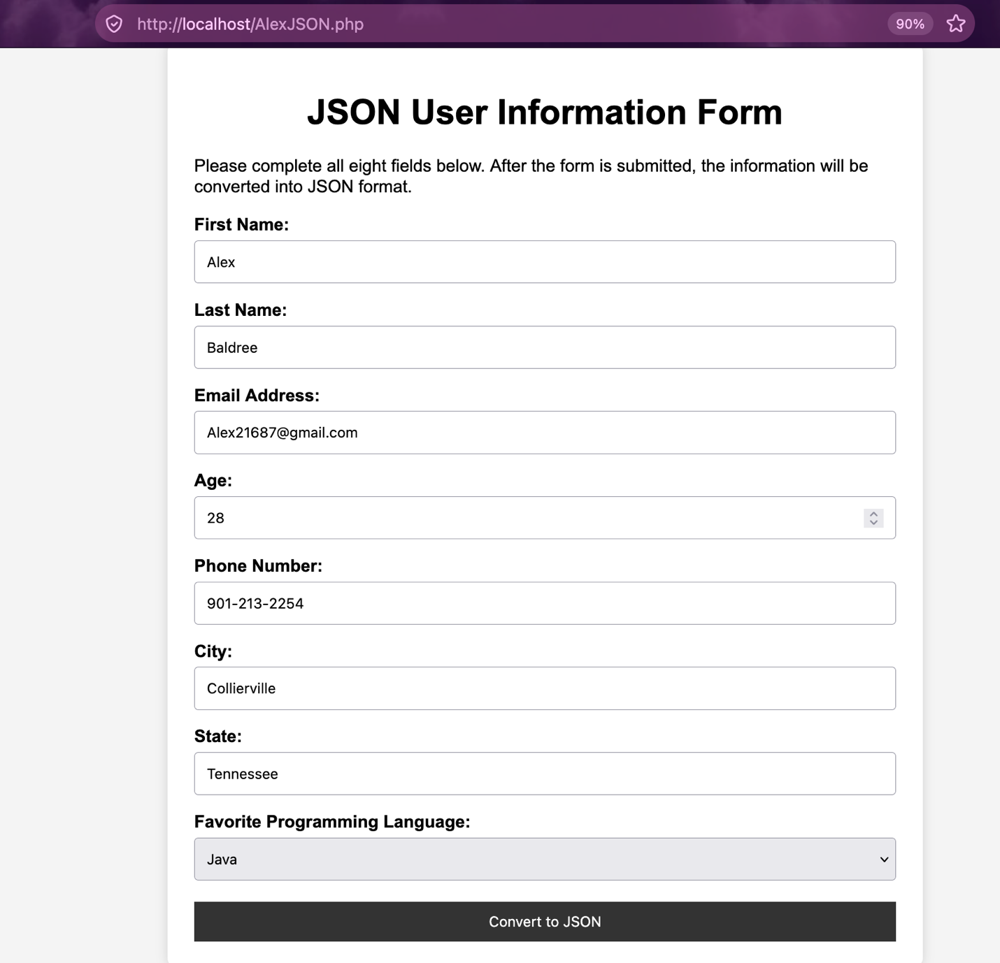 http://localhost/AlexJSON.php
90%
JSON User Information Form
Please complete all eight fields below. After the form is submitted, the information will be
converted into JSON format.
First Name:
Alex
Last Name:
Baldree
Email Address:
Alex21687@gmail.com
Age:
28
Phone Number:
901-213-2254
City:
Collierville
State:
Tennessee
Favorite Programming Language:
Java
Convert to JSON